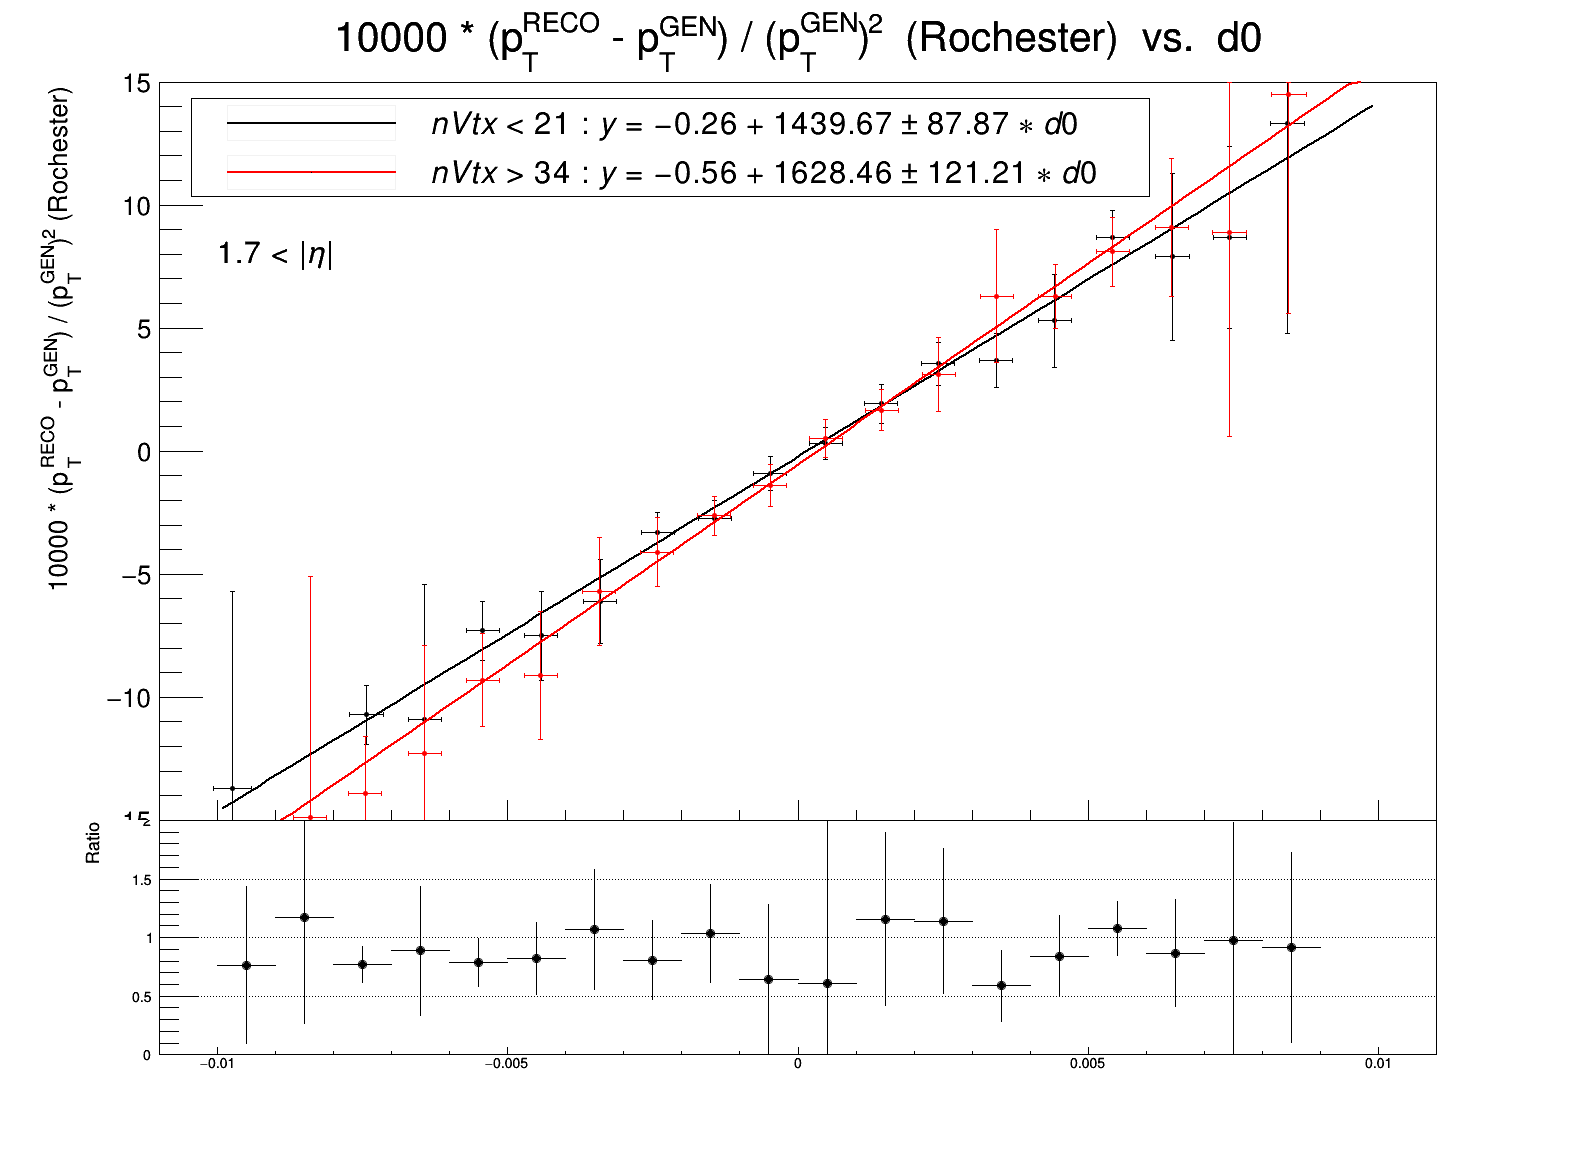 10000 * (p_T^RECO - p_T^GEN) / (p_T^GEN)^2 (Rochester) vs. d0
10000 * (p_T^RECO - p_T^GEN) / (p_T^GEN)^2 (Rochester)
nVtx < 21 : y = −0.26 + 1439.67 ± 87.87 ∗ d0
nVtx > 34 : y = −0.56 + 1628.46 ± 121.21 ∗ d0
1.7 < |η|
15
10
5
0
−5
−10
Ratio
2
1.5
1
0.5
0
−0.01 −0.005 0 0.005 0.01